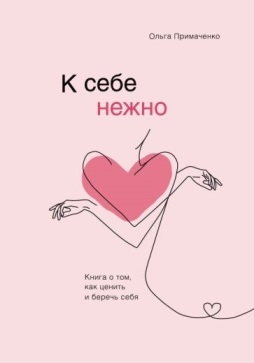 Ольга Примаченко
К себе
нежно
Книга о том,
как ценить
и беречь себя